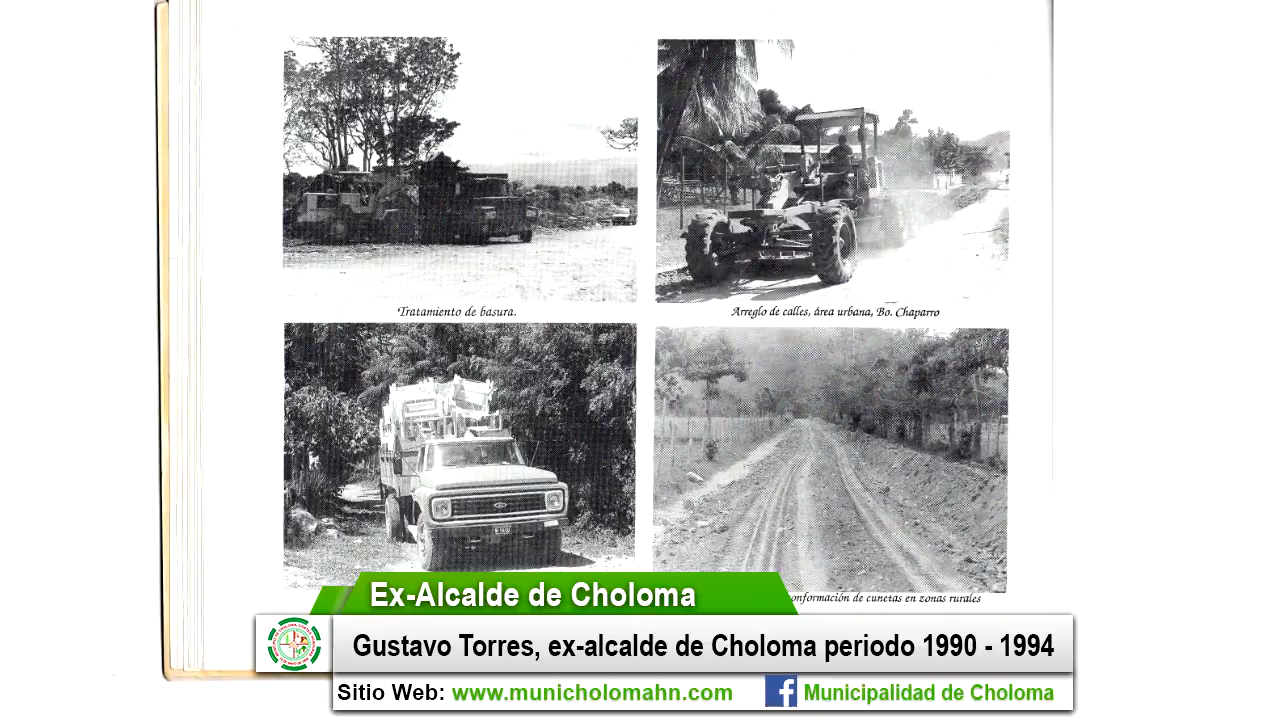 Tratamiento de basura.
Arreglo de calles, área urbana, Bo. Chaparro
conformación de cunetas en zonas rurales
Ex-Alcalde de Choloma
Gustavo Torres, ex-alcalde de Choloma periodo 1990 - 1994
Sitio Web: www.municholomahn.com
Municipalidad de Choloma